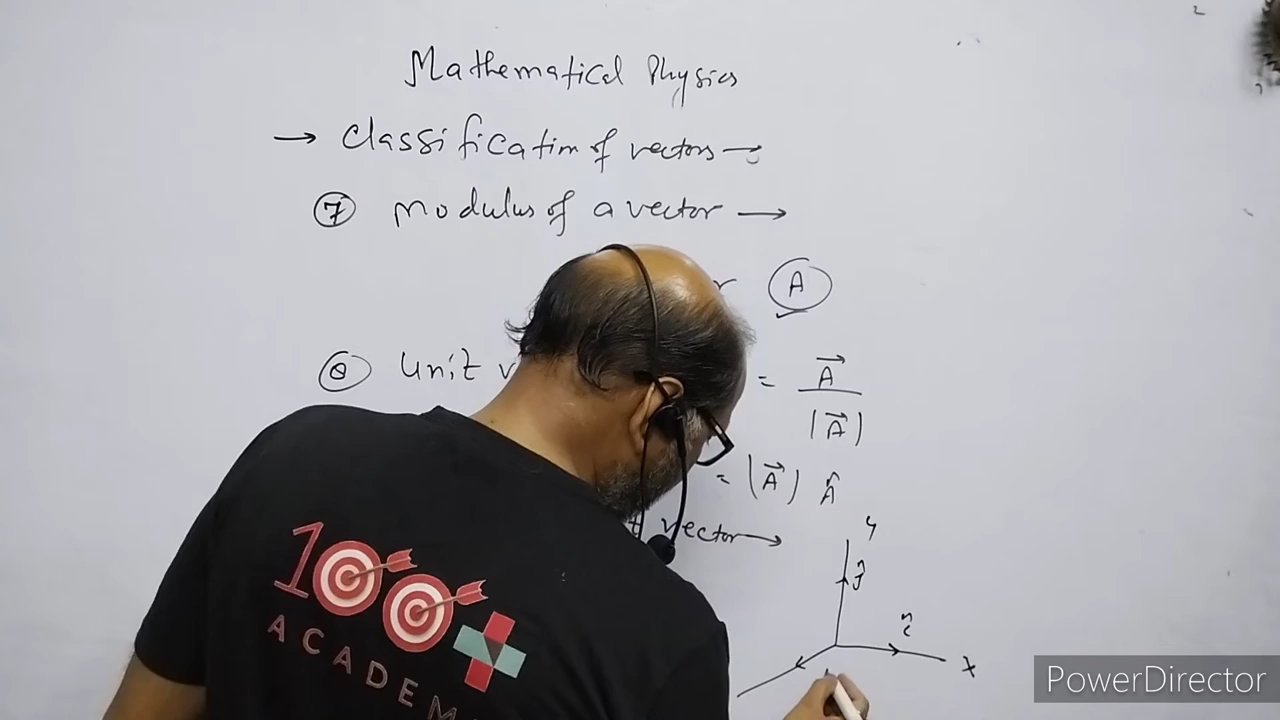 Mathematical Physics
→ Classification of vectors →
⑦ Modulus of a vector →
A
⑧ Unit = A⃗ / |A⃗|
= |A⃗| Â
vector →
y
ĵ
î
x
100+
ACADEM
PowerDirector